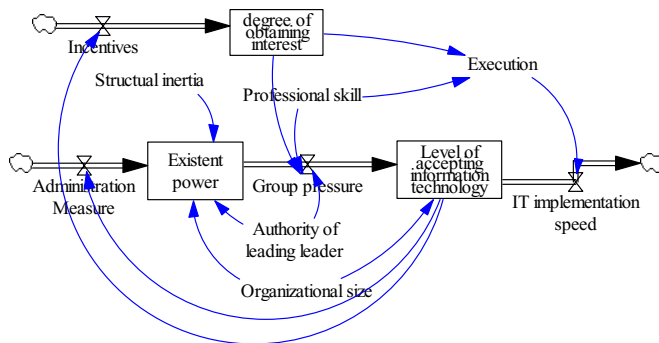 degree of
obtaining
interest
Incentives
Execution
Structual inertia
Professional skill
Existent
power
Level of
accepting
information
technology
Administration
Measure
Group pressure
IT implementation
speed
Authority of
leading leader
Organizational size